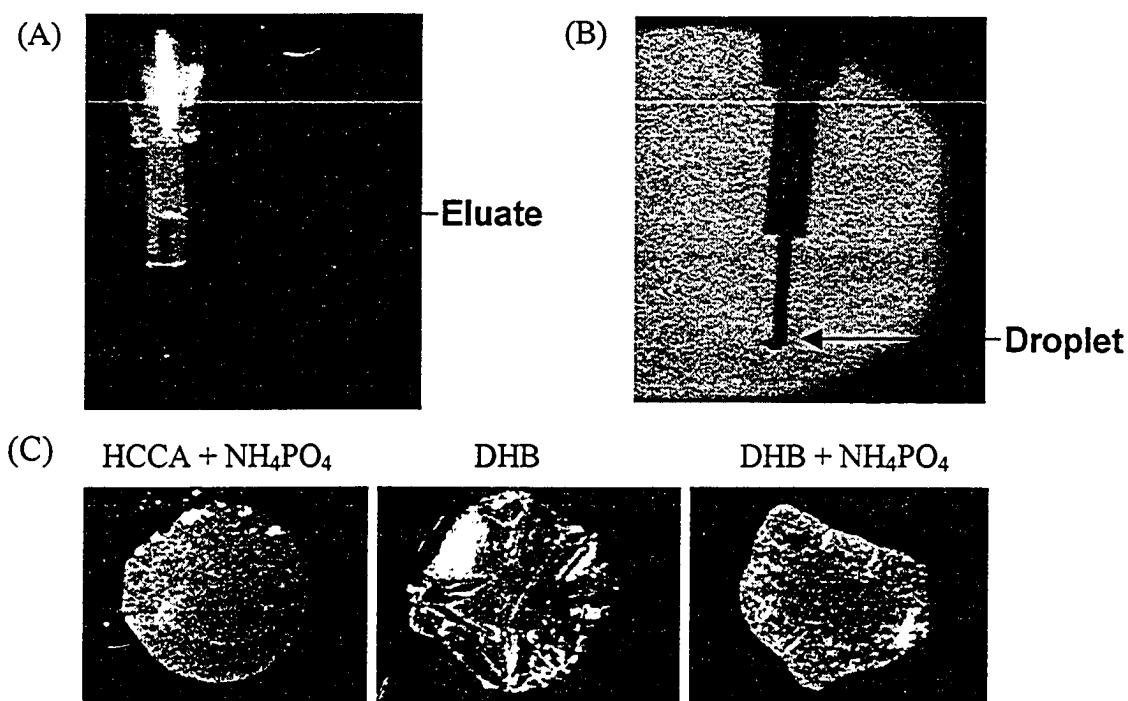 (A)
(B)
Eluate
Droplet
(C)
HCCA + NH₄PO₄
DHB
DHB + NH₄PO₄